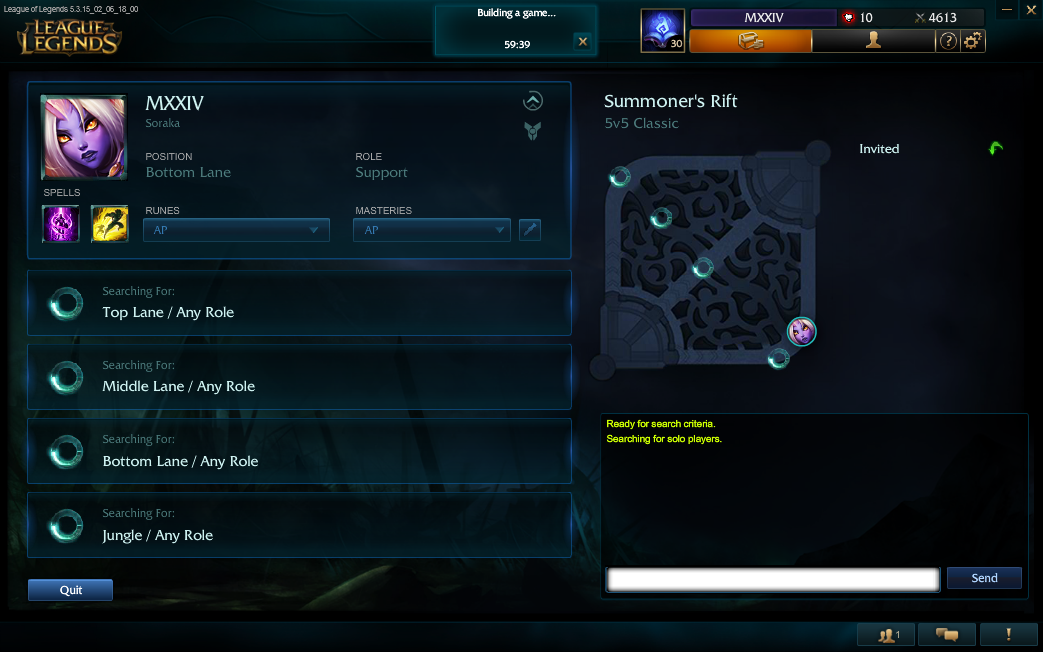 League of Legends 5.3.15_02_06_18_00
LEAGUE OF
LEGENDS
Building a game...
59:39
30
MXXIV
10
4613
?
MXXIV
Soraka
POSITION
Bottom Lane
ROLE
Support
SPELLS
RUNES
AP
MASTERIES
AP
Searching For:
Top Lane / Any Role
Searching For:
Middle Lane / Any Role
Searching For:
Bottom Lane / Any Role
Searching For:
Jungle / Any Role
Quit
Summoner's Rift
5v5 Classic
Invited
Ready for search criteria.
Searching for solo players.
Send
1
!